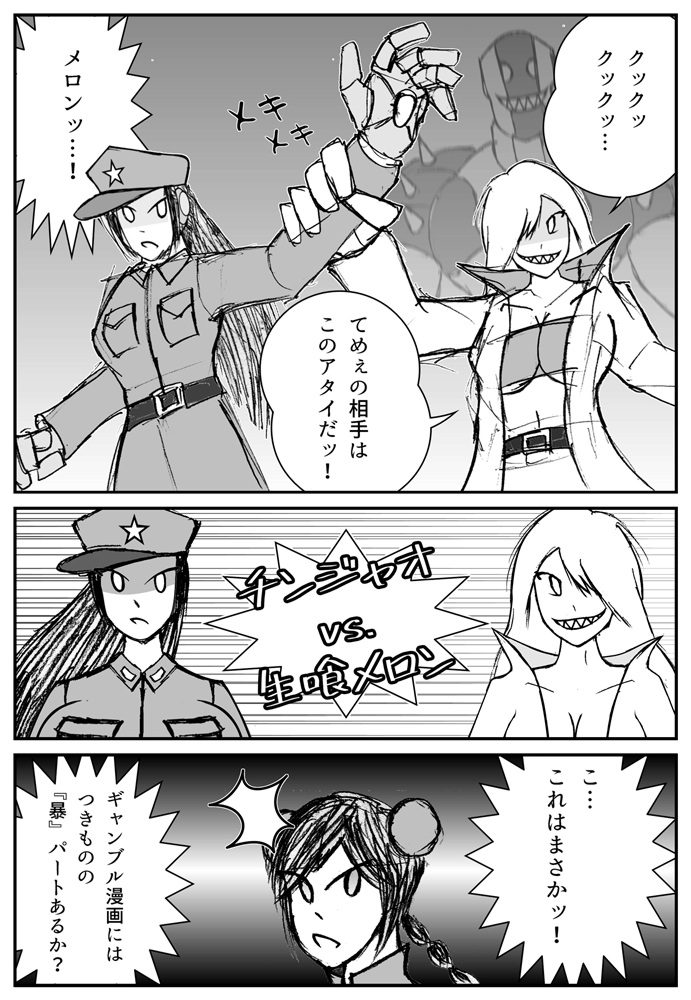 クックッ
クックッ…
メロンッ…！
メキ
メキ
てめぇの相手は
このアタイだッ！
チンジャオ
vs.
生喰メロン
こ…
これはまさかッ！
ギャンブル漫画には
つきものの
『暴』パートあるか？